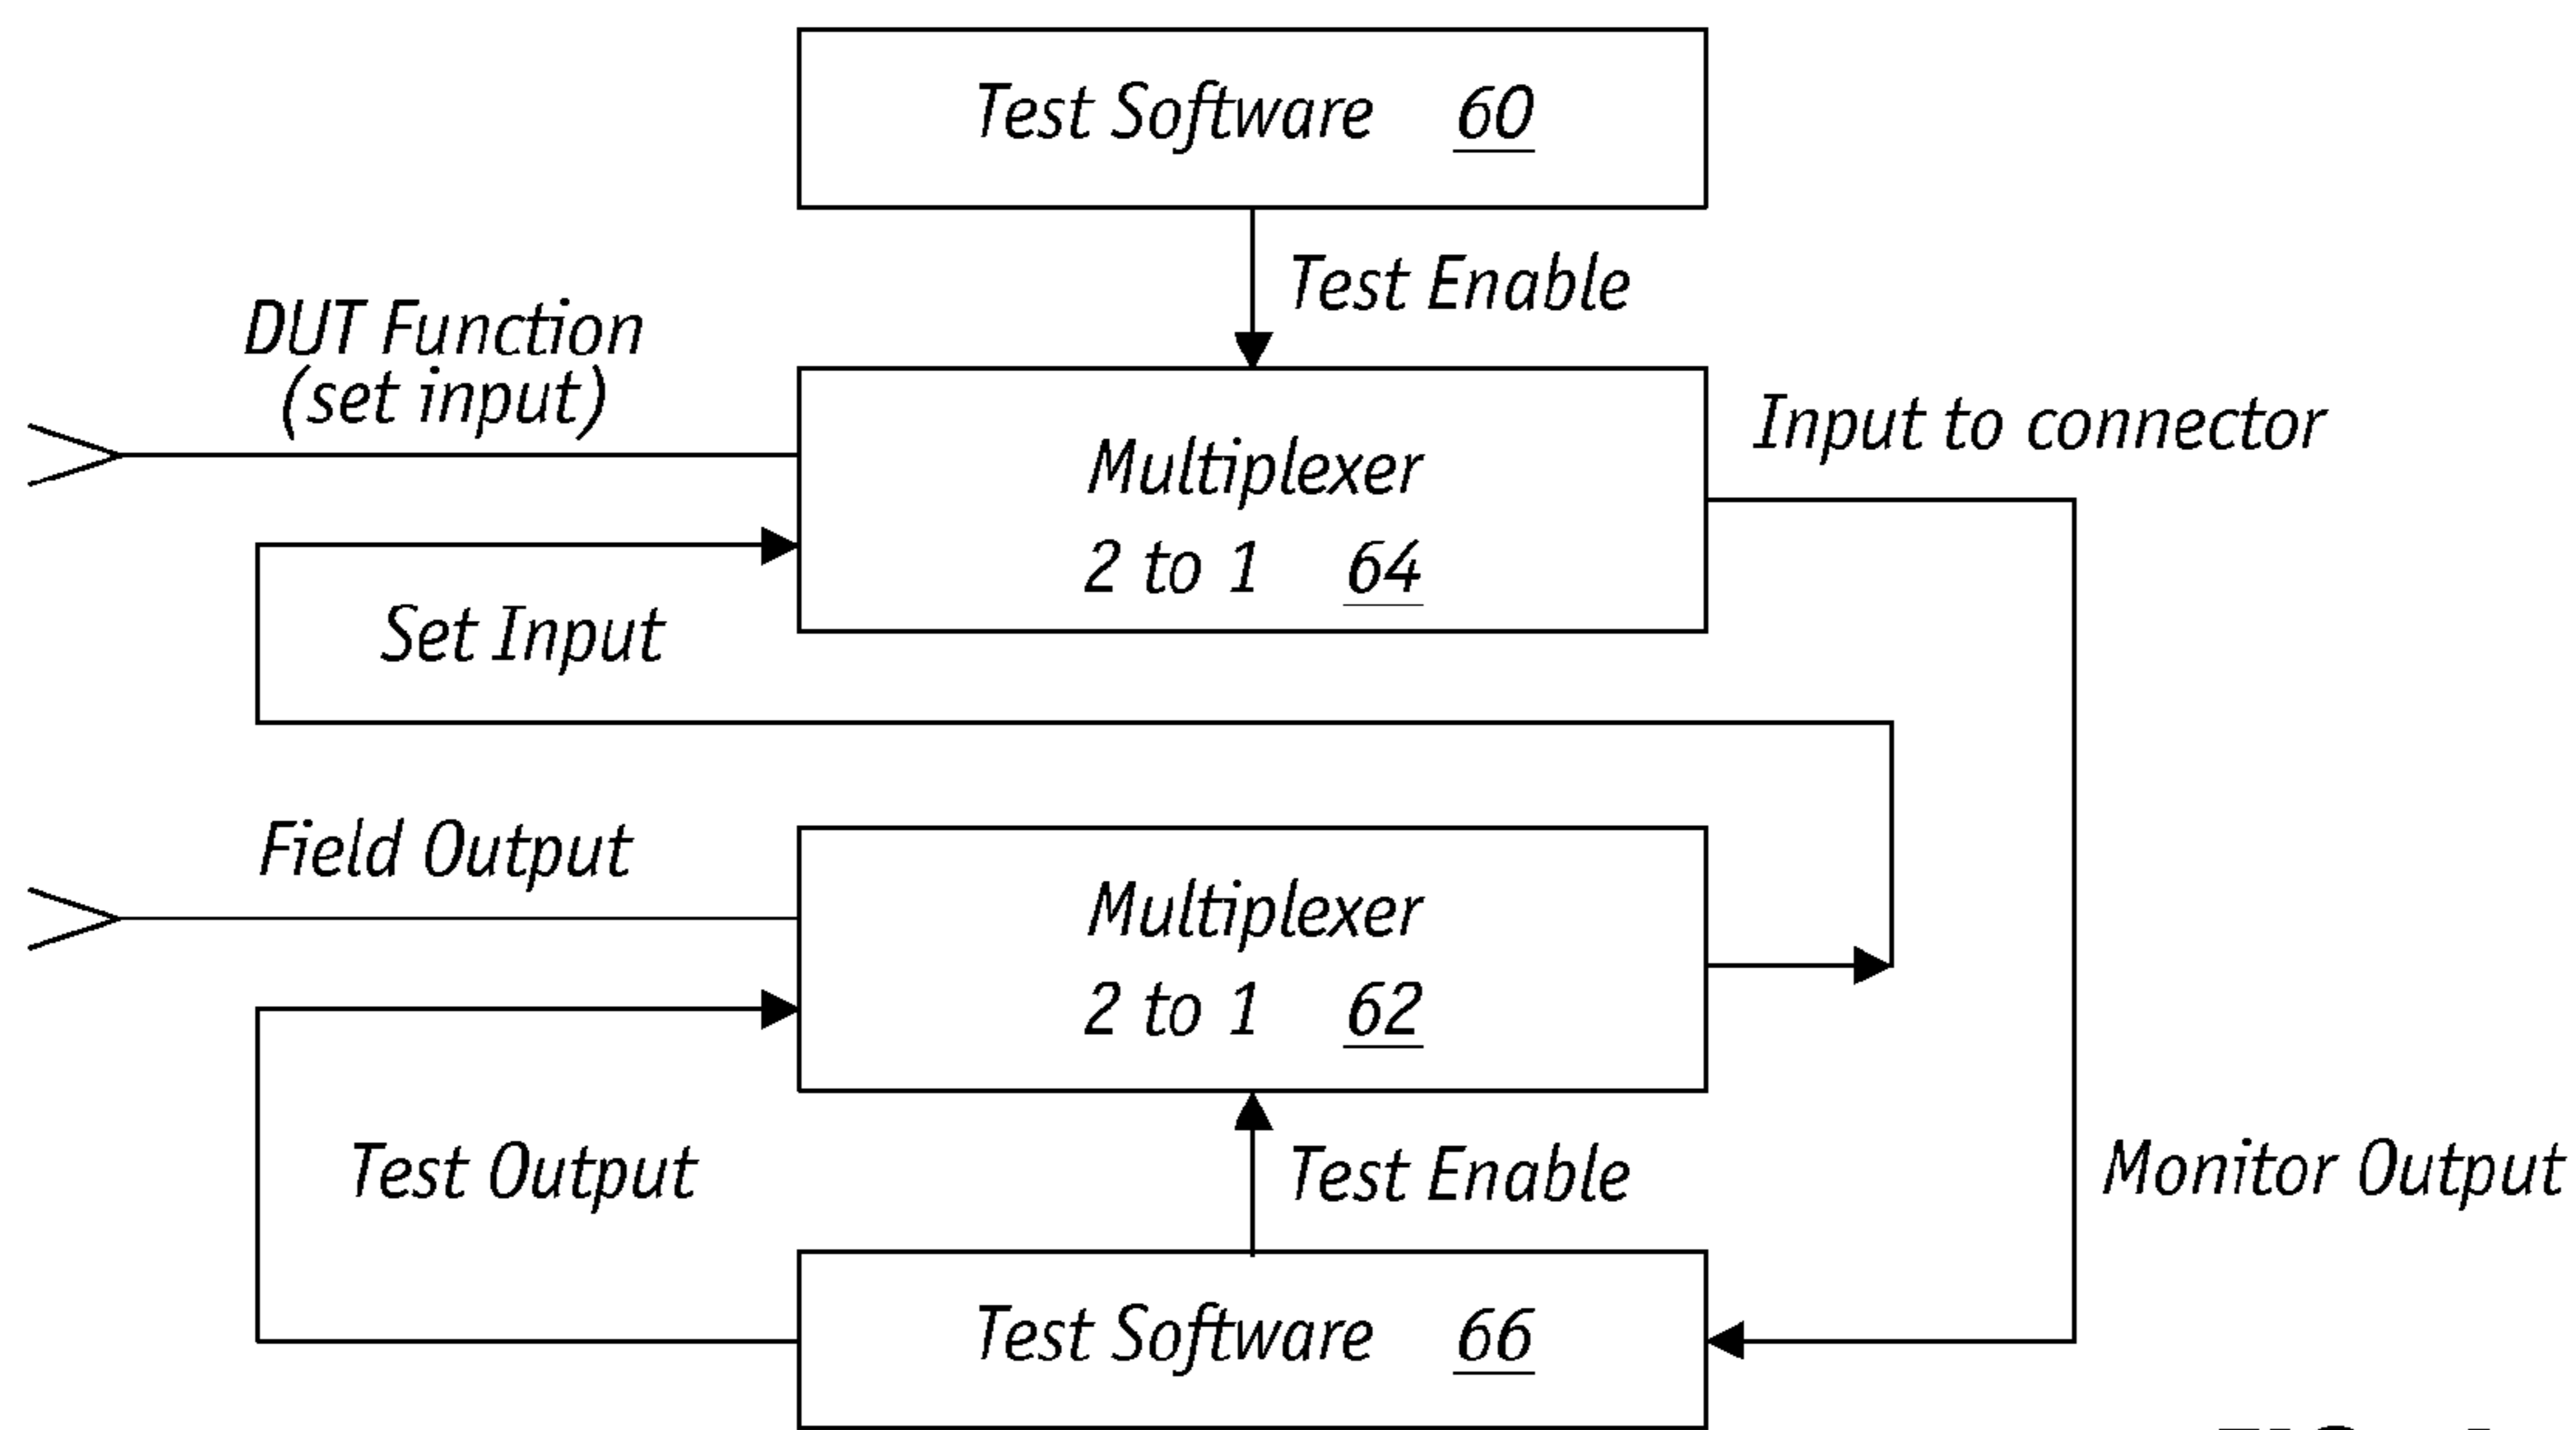 Test Software 60
Test Enable
DUT Function
(set input)
Input to connector
Multiplexer
2 to 1 64
Set Input
Field Output
Multiplexer
2 to 1 62
Test Output
Test Enable
Monitor Output
Test Software 66